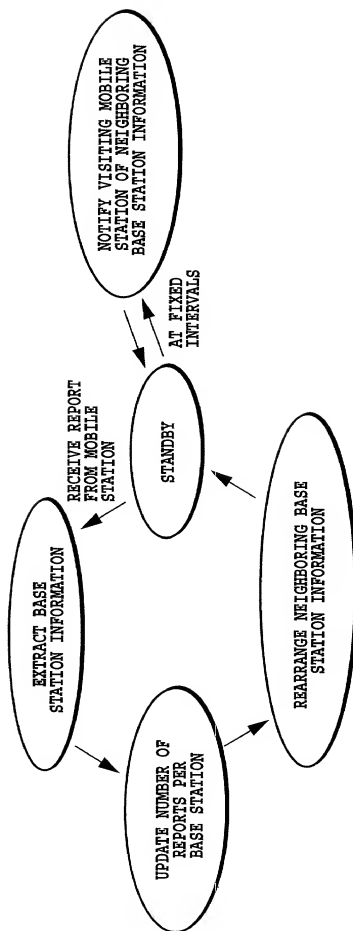 NOTIFY VISITING MOBILE
STATION OF NEIGHBORING
BASE STATION INFORMATION
AT FIXED
INTERVALS
RECEIVE REPORT
FROM MOBILE
STATION
STANDBY
EXTRACT BASE
STATION INFORMATION
UPDATE NUMBER OF
REPORTS PER
BASE STATION
REARRANGE NEIGHBORING BASE
STATION INFORMATION